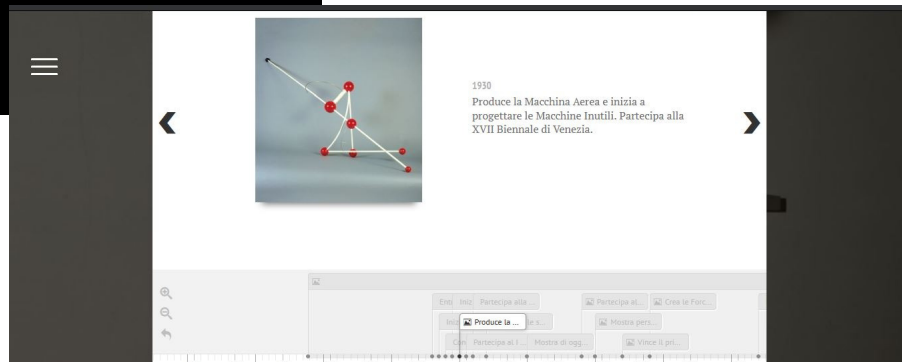 1930
Produce la Macchina Aerea e inizia a
progettare le Macchine Inutili. Partecipa alla
XVII Biennale di Venezia.
Partecipa alla ...
Partecipa al...
Crea le Forc...
Produce la ...
Mostra pers...
Partecipa al l ...
Mostra di ogg...
Vince il pri...